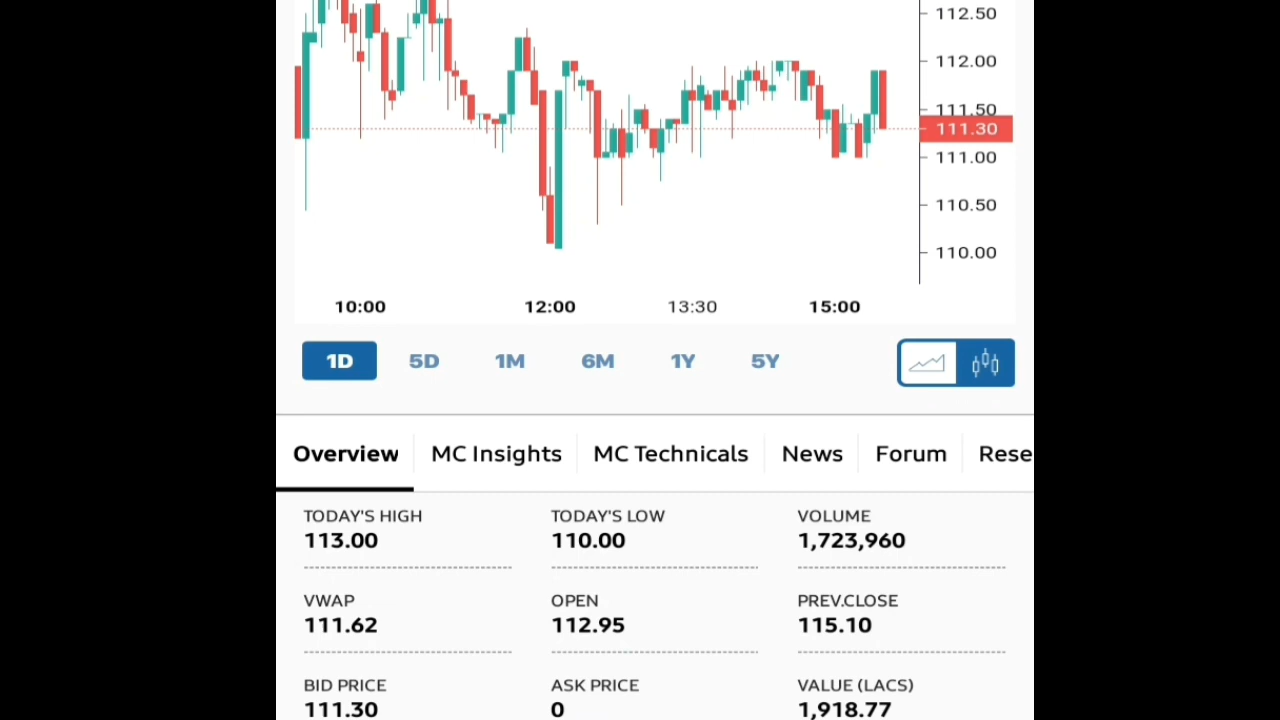 112.50
112.00
111.50
111.30
111.00
110.50
110.00
10:00 12:00 13:30 15:00
1D 5D 1M 6M 1Y 5Y
Overview MC Insights MC Technicals News Forum Rese
TODAY'S HIGH TODAY'S LOW VOLUME
113.00 110.00 1,723,960
VWAP OPEN PREV.CLOSE
111.62 112.95 115.10
BID PRICE ASK PRICE VALUE (LACS)
111.30 0 1,918.77